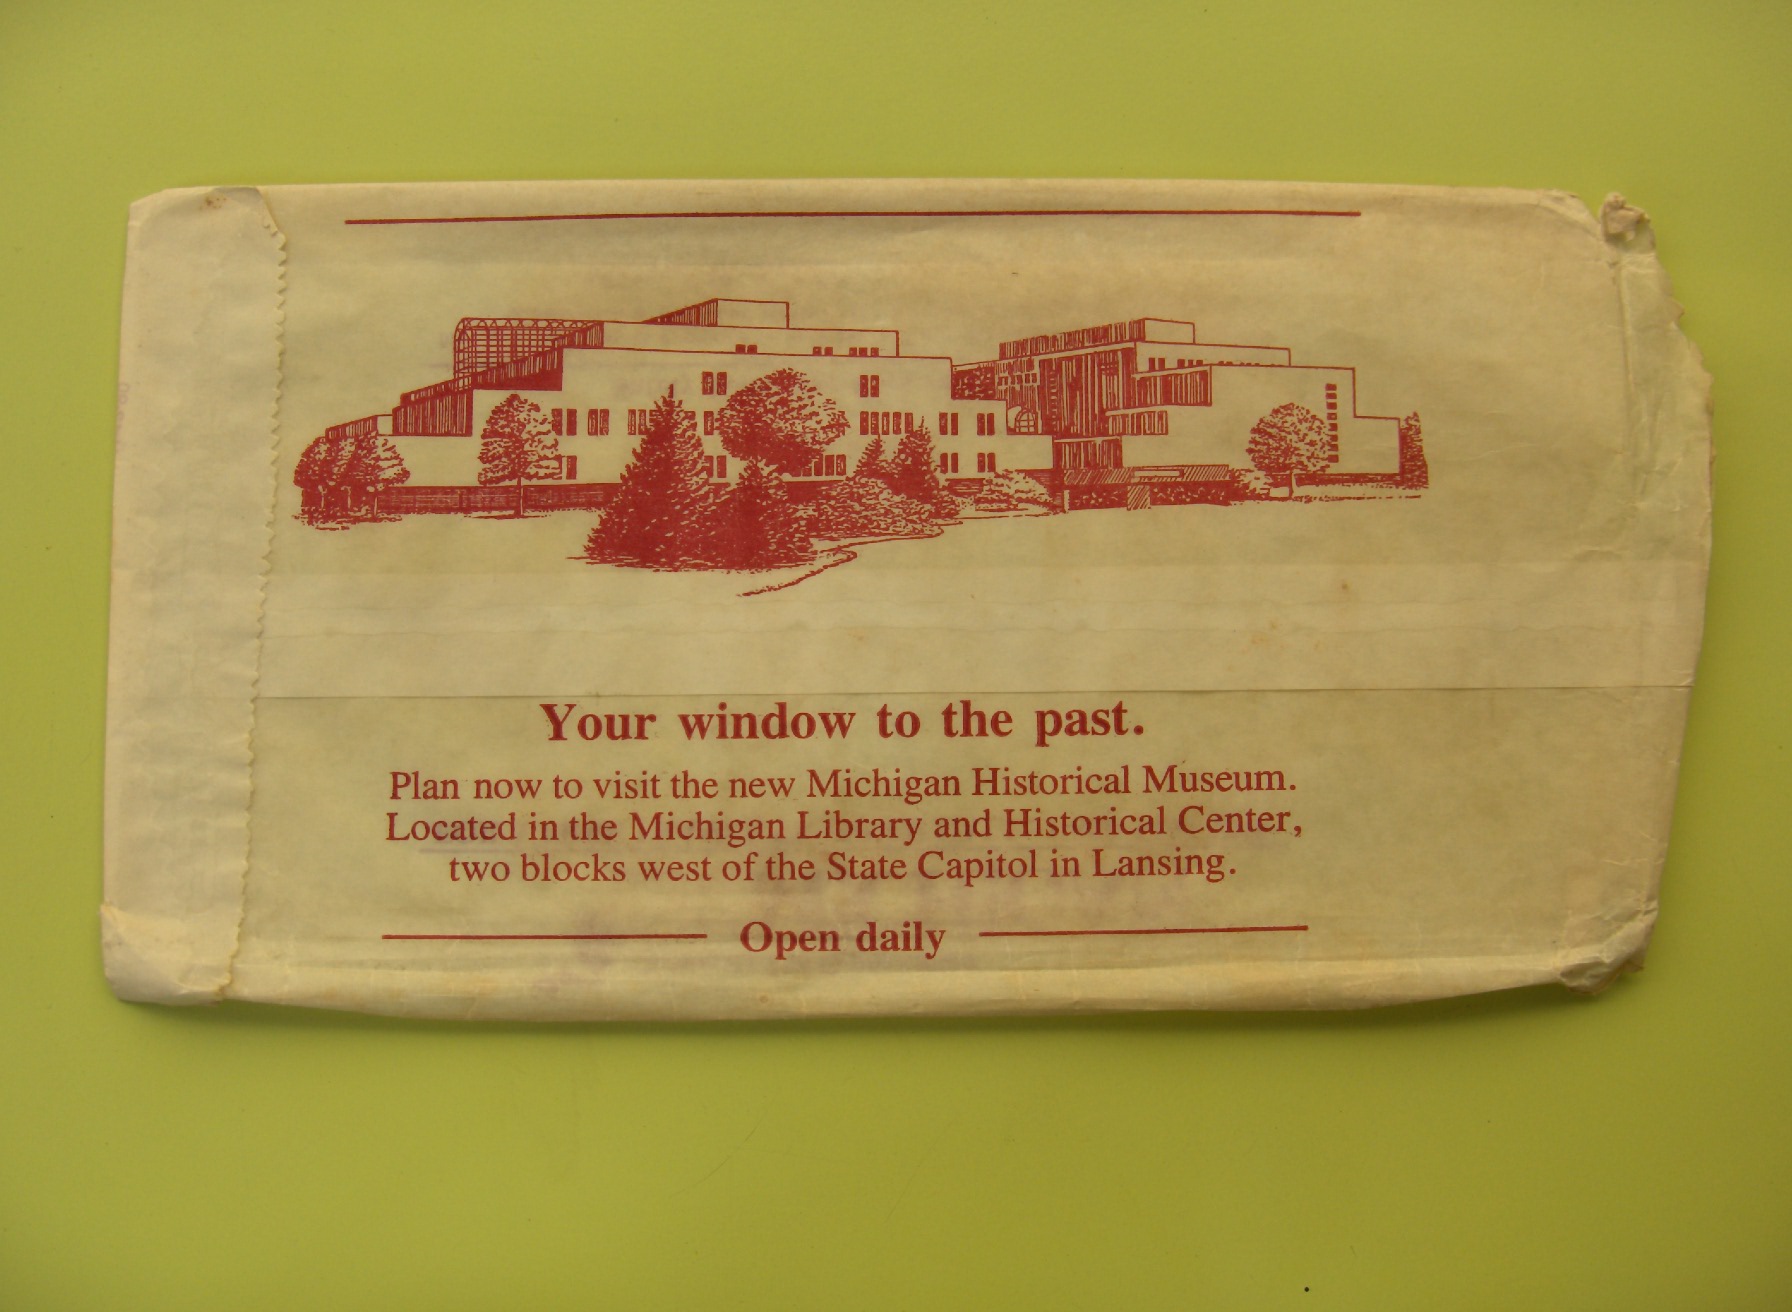 Your window to the past.
Plan now to visit the new Michigan Historical Museum.
Located in the Michigan Library and Historical Center,
two blocks west of the State Capitol in Lansing.
Open daily